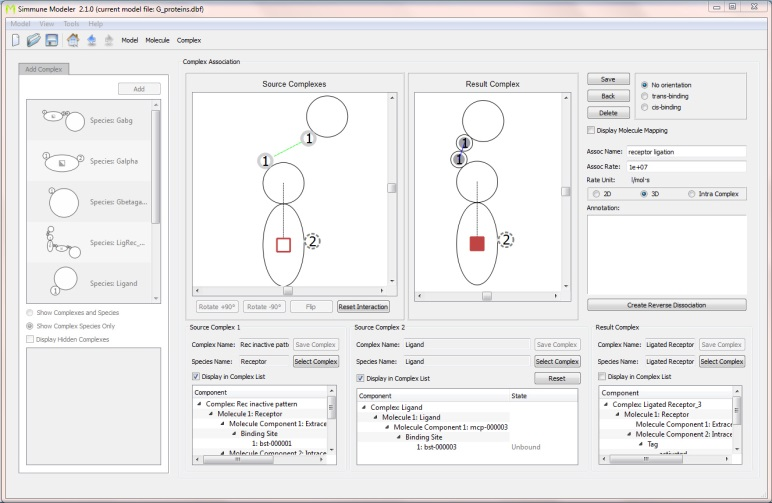 Simmune Modeler 2.1.0 (current model file: G_proteins.dbf)
Model View Tools Help
Model Molecule Complex
Add Complex
Add
Species: Gabg
Species: Galpha
Species: Gbetaga...
Species: LigRec_...
Species: Ligand
1
2
1
1
1
Show Complexes and Species
Show Complex Species Only
Display Hidden Complexes
Complex Association
Source Complexes
1
1
2
Rotate +90° Rotate -90° Flip Reset Interaction
Result Complex
1
1
2
Save
Back
Delete
No orientation
trans-binding
cis-binding
Display Molecule Mapping
Assoc Name: receptor ligation
Assoc Rate: 1e+07
Rate Unit: l/mol·s
2D 3D Intra Complex
Annotation:
Create Reverse Dissociation
Source Complex 1
Complex Name: Rec inactive patt Save Complex
Species Name: Receptor Select Complex
Display in Complex List
Component
Complex: Rec inactive pattern
Molecule 1: Receptor
Molecule Component 1: Extrace
Binding Site
1: bst-000001
Molecule Component 2: Intrace
Source Complex 2
Complex Name: Ligand Save Complex
Species Name: Ligand Select Complex
Display in Complex List Reset
Component State
Complex: Ligand
Molecule 1: Ligand
Molecule Component 1: mcp-000003
Binding Site
1: bst-000003 Unbound
Result Complex
Complex Name: Ligated Receptor Save Complex
Species Name: Ligated Receptor Select Complex
Display in Complex List
Component
Complex: Ligated Receptor_3
Molecule 1: Receptor
Molecule Component 1: Extrace
Molecule Component 2: Intrace
Tag
activated